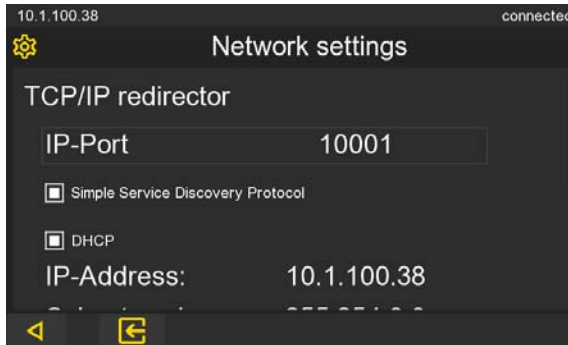 10.1.100.38 connected
Network settings
TCP/IP redirector
IP-Port 10001
Simple Service Discovery Protocol
DHCP
IP-Address: 10.1.100.38